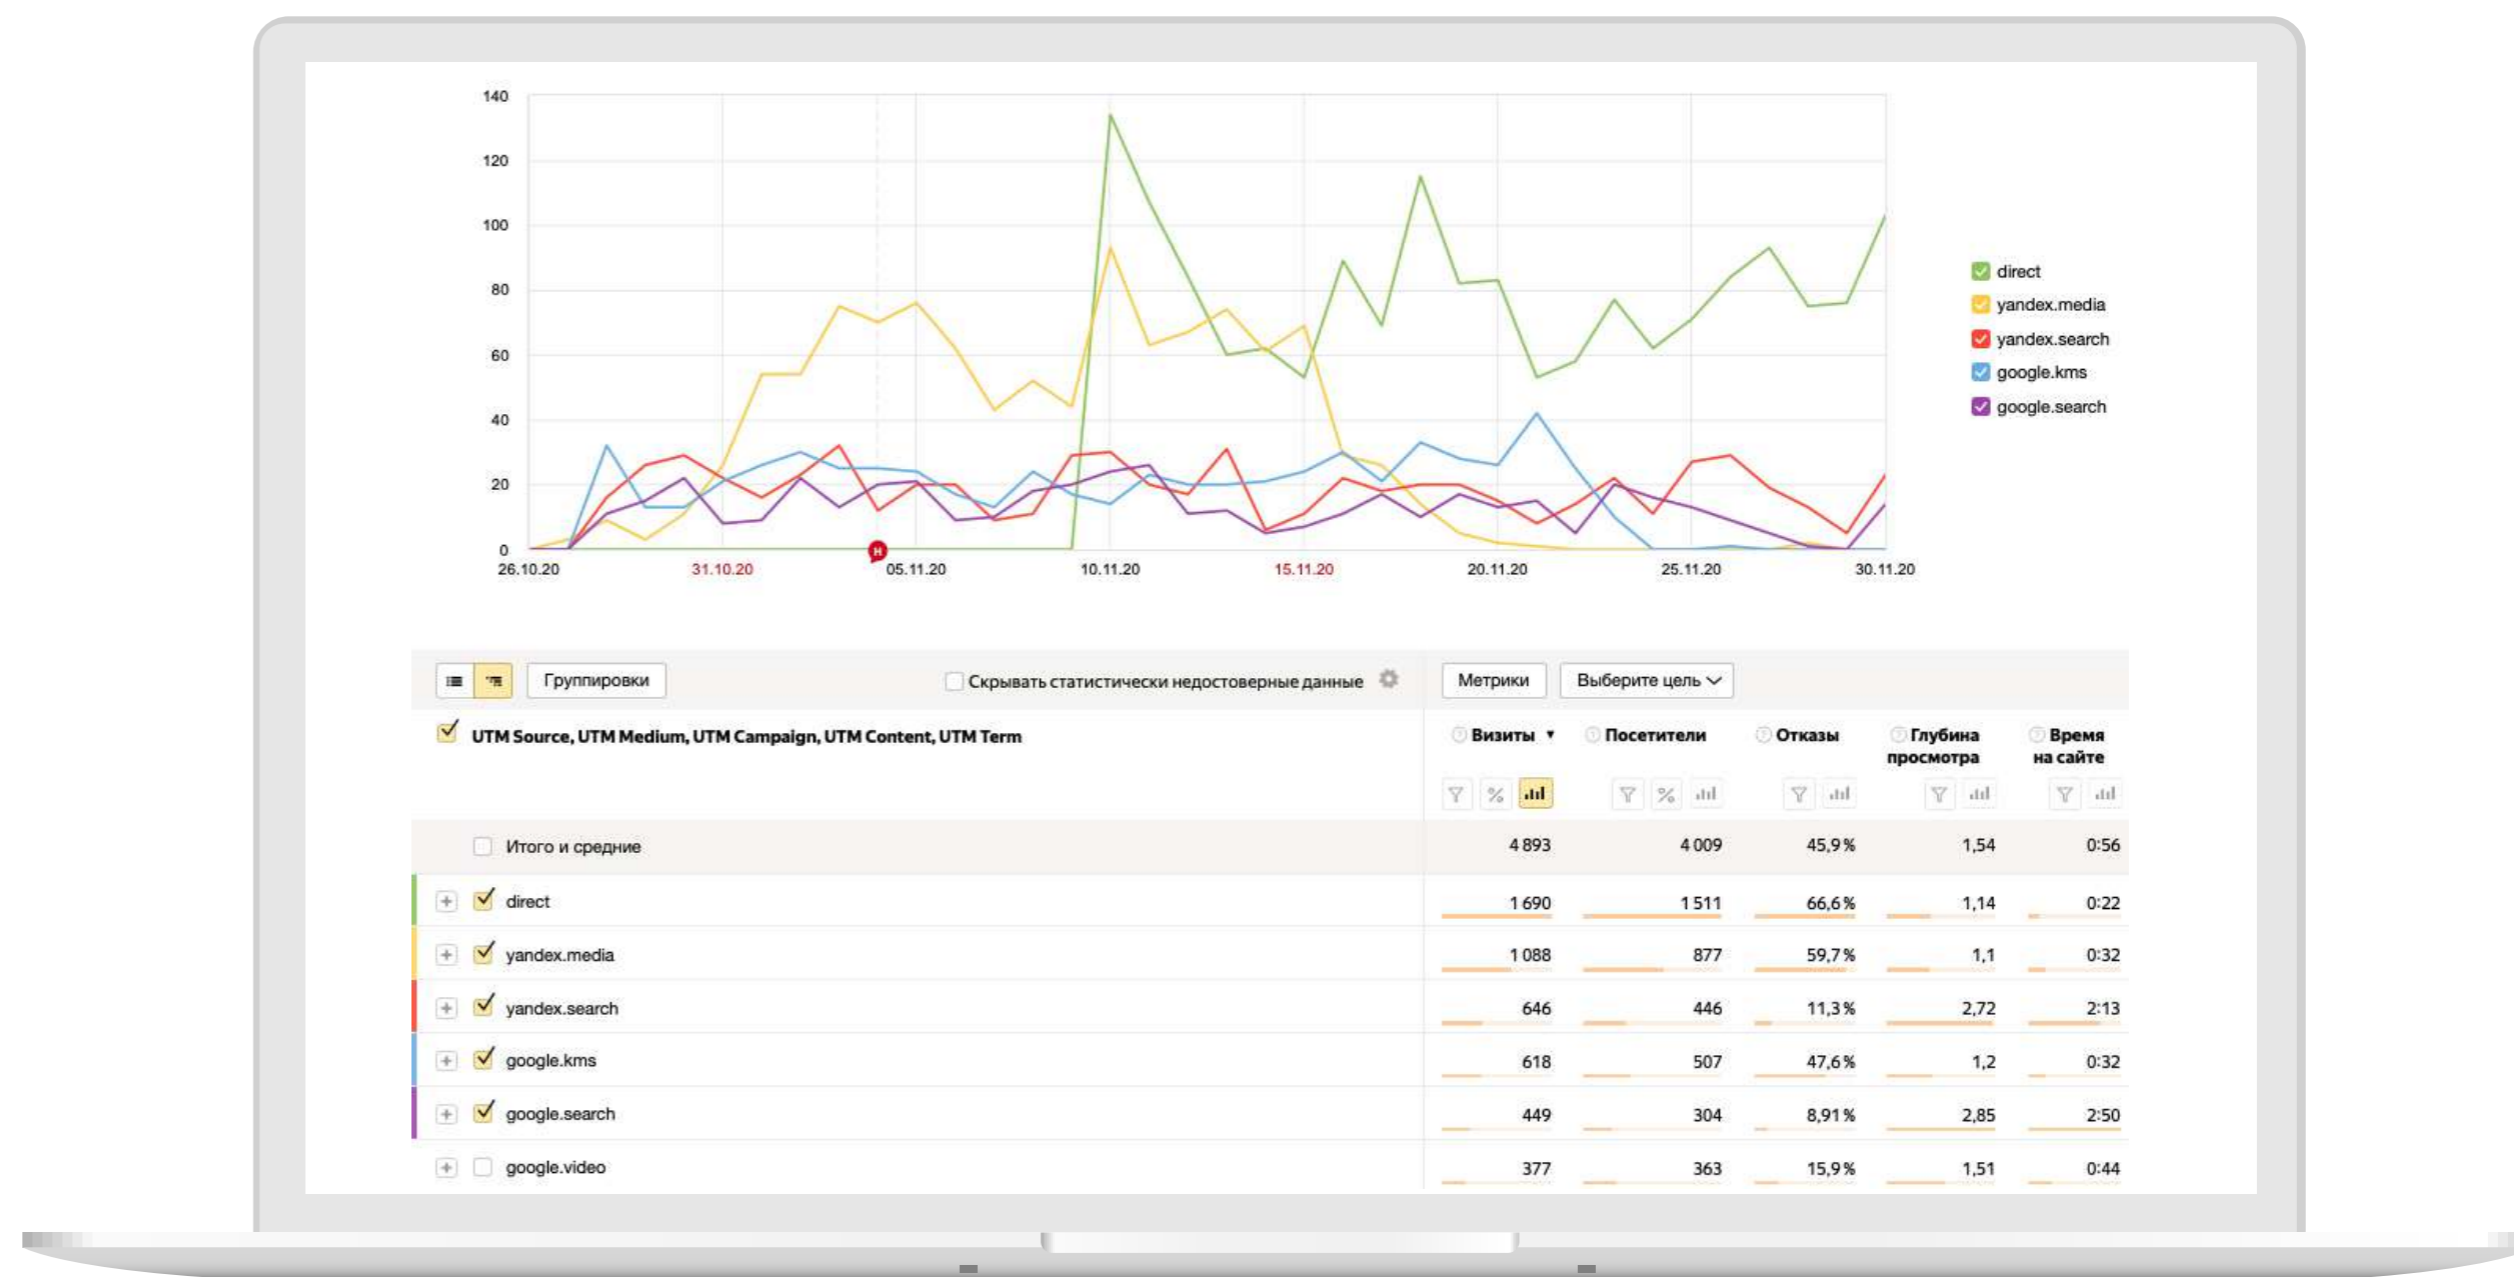 140
120
100
80
60
40
20
0
26.10.20 31.10.20 05.11.20 10.11.20 15.11.20 20.11.20 25.11.20 30.11.20
Н
direct
yandex.media
yandex.search
google.kms
google.search
Группировки Скрывать статистически недостоверные данные Метрики Выберите цель
UTM Source, UTM Medium, UTM Campaign, UTM Content, UTM Term ? Визиты ▼ ? Посетители ? Отказы ? Глубина просмотра ? Время на сайте
% %
Итого и средние 4 893 4 009 45,9 % 1,54 0:56
+ direct 1 690 1 511 66,6 % 1,14 0:22
+ yandex.media 1 088 877 59,7 % 1,1 0:32
+ yandex.search 646 446 11,3 % 2,72 2:13
+ google.kms 618 507 47,6 % 1,2 0:32
+ google.search 449 304 8,91 % 2,85 2:50
+ google.video 377 363 15,9 % 1,51 0:44